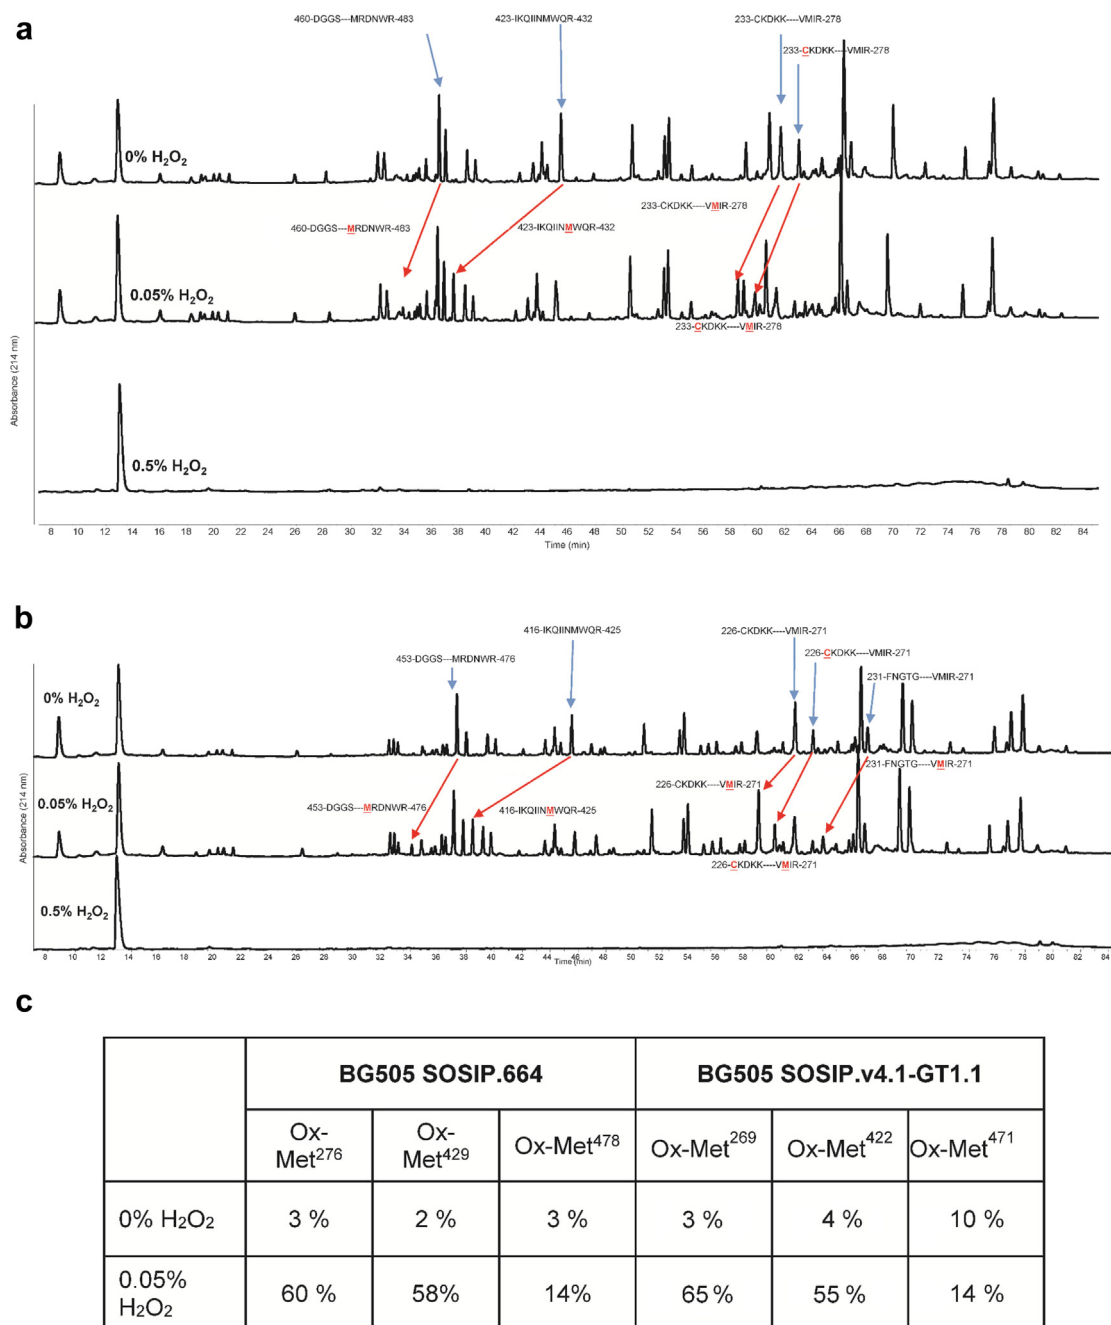 a
460-DGGS---MRDNWR-483
423-IKQIINMWQR-432
233-CKDKK----VMIR-278
233-CKDKK----VMIR-278
0% H₂O₂
233-CKDKK----VMIR-278
460-DGGS---MRDNWR-483
423-IKQIINMWQR-432
0.05% H₂O₂
233-CKDKK----VMIR-278
0.5% H₂O₂
Absorbance (214 nm)
8 10 12 14 16 18 20 22 24 26 28 30 32 34 36 38 40 42 44 46 48 50 52 54 56 58 60 62 64 66 68 70 72 74 76 78 80 82 84
Time (min)
b
416-IKQIINMWQR-425
226-CKDKK----VMIR-271
453-DGGS---MRDNWR-476
226-CKDKK----VMIR-271
231-FNGTG----VMIR-271
0% H₂O₂
231-FNGTG----VMIR-271
226-CKDKK----VMIR-271
453-DGGS---MRDNWR-476
416-IKQIINMWQR-425
0.05% H₂O₂
226-CKDKK----VMIR-271
0.5% H₂O₂
Absorbance (214 nm)
8 10 12 14 16 18 20 22 24 26 28 30 32 34 36 38 40 42 44 46 48 50 52 54 56 58 60 62 64 66 68 70 72 74 76 78 80 82 84
Time (min)
c
BG505 SOSIP.664 BG505 SOSIP.v4.1-GT1.1
Ox-Met²⁷⁶ Ox-Met⁴²⁹ Ox-Met⁴⁷⁸ Ox-Met²⁶⁹ Ox-Met⁴²² Ox-Met⁴⁷¹
0% H₂O₂ 3 % 2 % 3 % 3 % 4 % 10 %
0.05% H₂O₂ 60 % 58% 14% 65 % 55 % 14 %